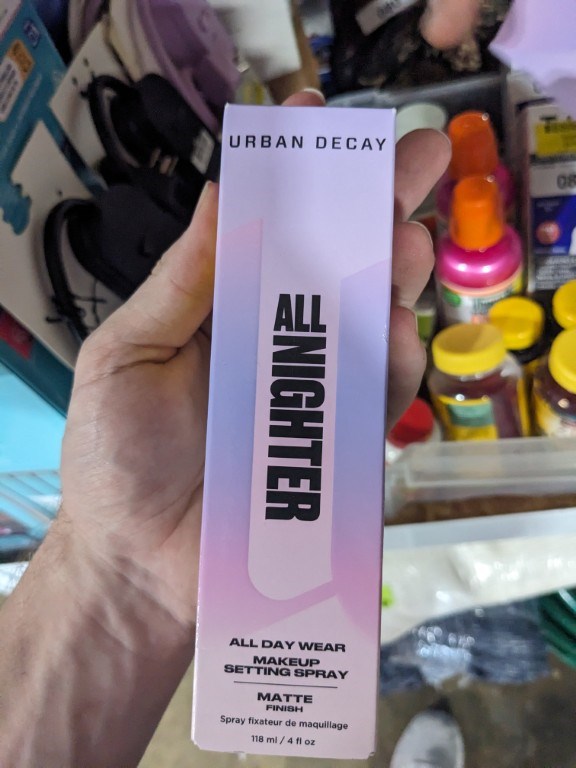 URBAN DECAY
ALL
NIGHTER
ALL DAY WEAR
MAKEUP
SETTING SPRAY
MATTE
FINISH
Spray fixateur de maquillage
118 ml / 4 fl oz